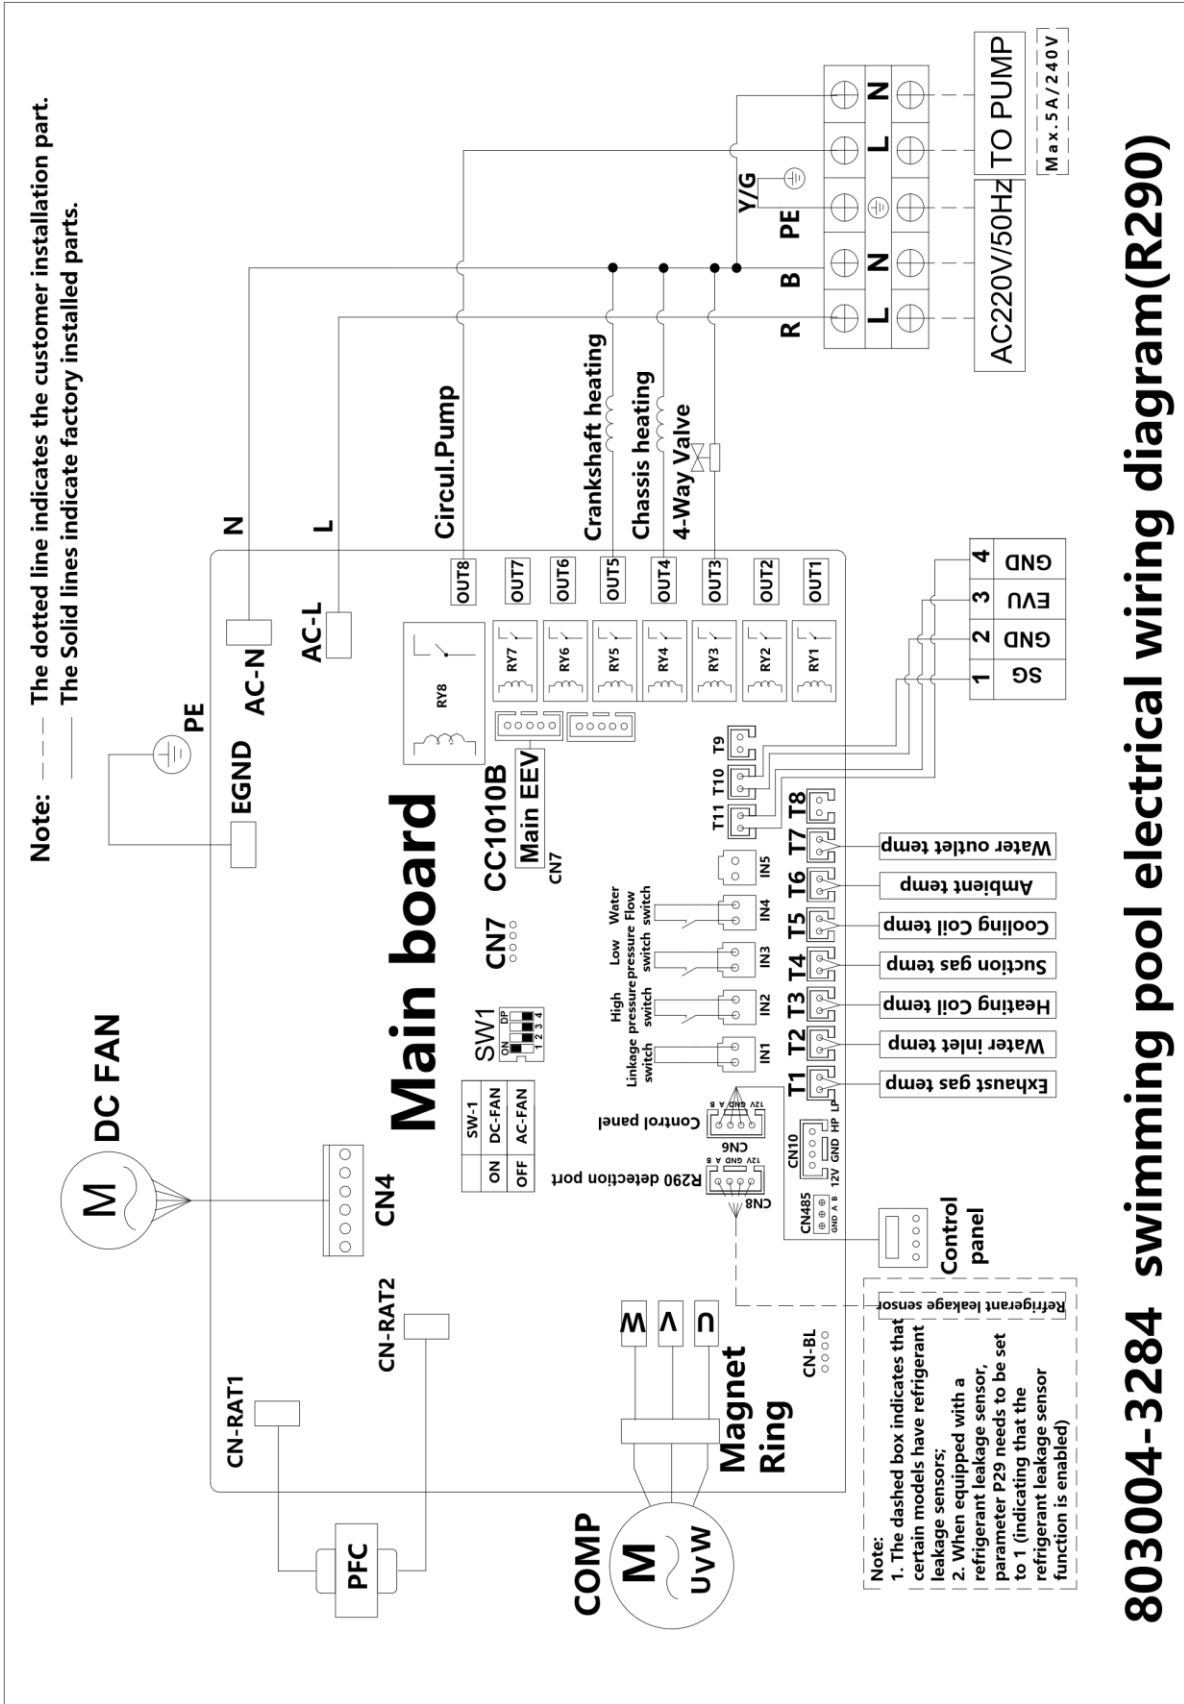 Note: The dotted line indicates the customer installation part.
The Solid lines indicate factory installed parts.
DC FAN
M
PE
EGND
AC-N
N
AC-L
L
CN-RAT1
CN-RAT2
PFC
CN4
Main board
CC1010B
CN7
Main EEV
CN7
SW1
ON DP
1 2 3 4
SW-1
ON DC-FAN
OFF AC-FAN
RY8
RY7
RY6
RY5
RY4
RY3
RY2
RY1
OUT8
OUT7
OUT6
OUT5
OUT4
OUT3
OUT2
OUT1
Circul.Pump
Crankshaft heating
Chassis heating
4-Way Valve
R B PE Y/G
L N L N
AC220V/50Hz
TO PUMP
Max.5A/240V
COMP
M
U V W
Magnet
Ring
W
V
U
CN-BL
R290 detection port
CN8
12V GND A B
Control panel
CN6
12V GND A B
CN485
GND A B
CN10
12V GND HP LP
Linkage
switch
High
pressure
switch
Low
pressure
switch
Water
Flow
switch
IN1
IN2
IN3
IN4
IN5
T11
T10
T9
T1
T2
T3
T4
T5
T6
T7
T8
Exhaust gas temp
Water inlet temp
Heating Coil temp
Suction gas temp
Cooling Coil temp
Ambient temp
Water outlet temp
1 2 3 4
SG GND EVU GND
Control
panel
Refrigerant leakage sensor
Note:
1. The dashed box indicates that
certain models have refrigerant
leakage sensors;
2. When equipped with a
refrigerant leakage sensor,
parameter P29 needs to be set
to 1 (indicating that the
refrigerant leakage sensor
function is enabled)
803004-3284 swimming pool electrical wiring diagram(R290)